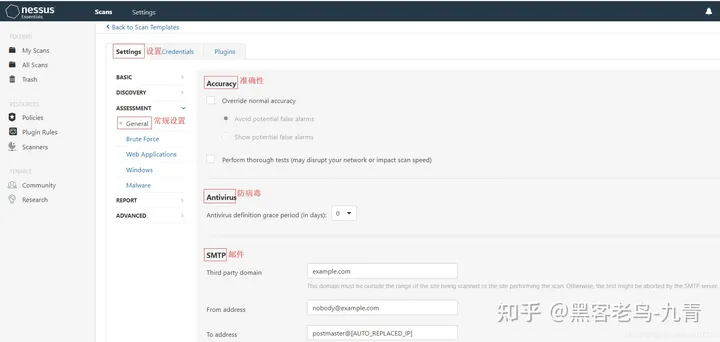 nessus
Essentials
Scans
Settings
Back to Scan Templates
FOLDERS
My Scans
All Scans
Trash
RESOURCES
Policies
Plugin Rules
Scanners
TENABLE
Community
Research
Settings 设置 Credentials Plugins
BASIC
DISCOVERY
ASSESSMENT
General 常规设置
Brute Force
Web Applications
Windows
Malware
REPORT
ADVANCED
Accuracy 准确性
Override normal accuracy
Avoid potential false alarms
Show potential false alarms
Perform thorough tests (may disrupt your network or impact scan speed)
Antivirus 防病毒
Antivirus definition grace period (in days): 0
SMTP 邮件
Third party domain example.com
This domain must be outside the range of the site being scanned or the site performing the scan. Otherwise, the test might be aborted by the SMTP server.
From address nobody@example.com
To address postmaster@[AUTO_REPLACED_IP]
知乎 @黑客老鸟-九青